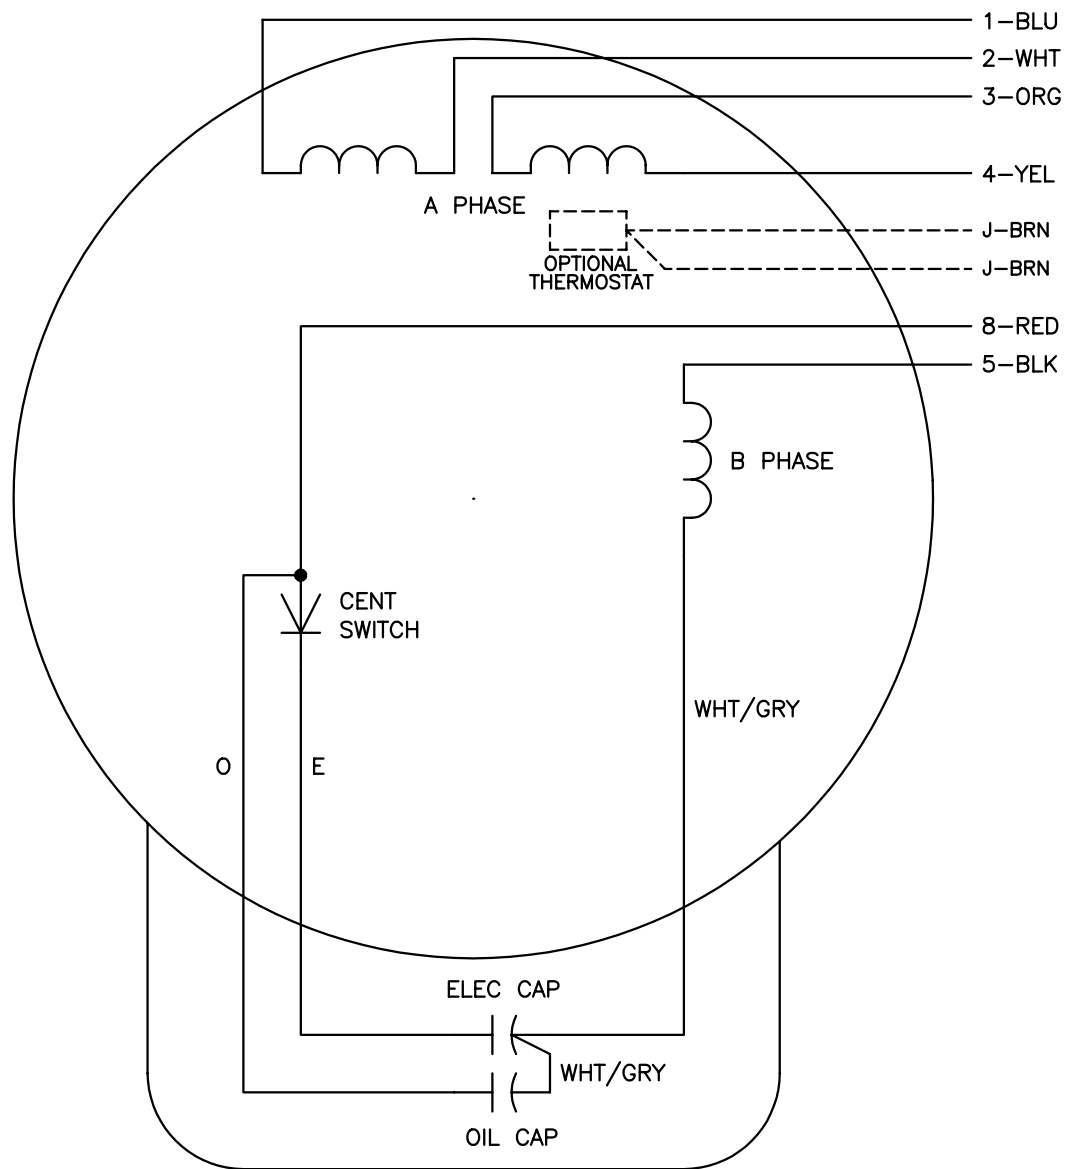 1-BLU
2-WHT
3-ORG
4-YEL
A PHASE
J-BRN
OPTIONAL
THERMOSTAT
J-BRN
8-RED
5-BLK
B PHASE
CENT
SWITCH
WHT/GRY
O
E
ELEC CAP
WHT/GRY
OIL CAP